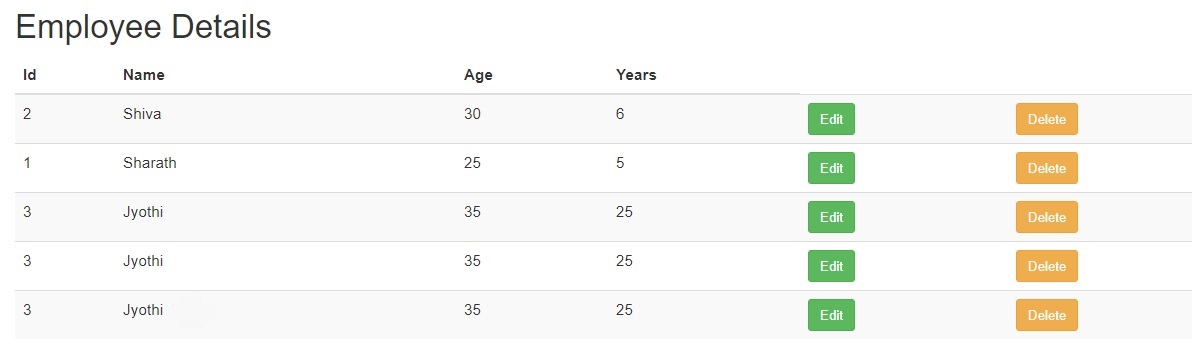 Employee Details
Id Name Age Years
2 Shiva 30 6 Edit Delete
1 Sharath 25 5 Edit Delete
3 Jyothi 35 25 Edit Delete
3 Jyothi 35 25 Edit Delete
3 Jyothi 35 25 Edit Delete